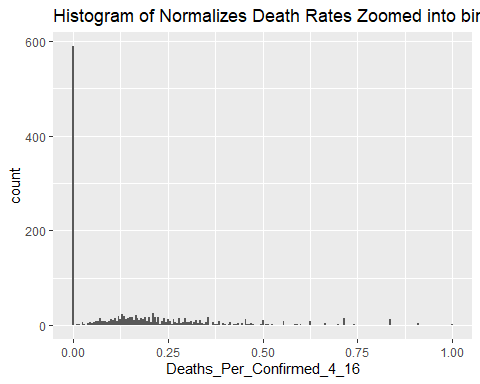 Histogram of Normalizes Death Rates Zoomed into bir
600
400
200
0
count
0.00 0.25 0.50 0.75 1.00
Deaths_Per_Confirmed_4_16